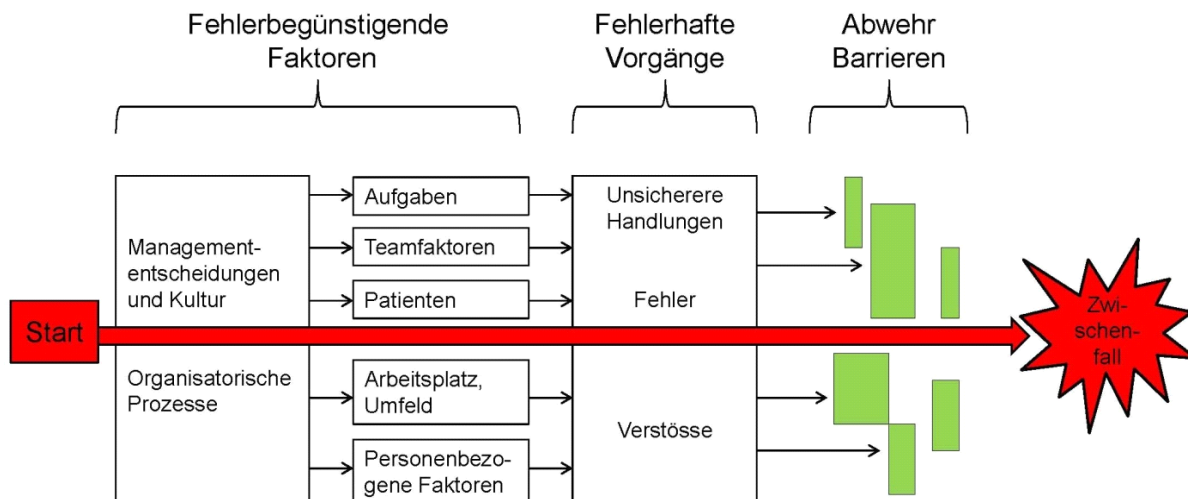 Fehlerbegünstigende
Faktoren
Fehlerhafte
Vorgänge
Abwehr
Barrieren
Start
Management-
entscheidungen
und Kultur
Organisatorische
Prozesse
Aufgaben
Teamfaktoren
Patienten
Arbeitsplatz,
Umfeld
Personenbezo-
gene Faktoren
Unsicherere
Handlungen
Fehler
Verstösse
Zwi-
schen-
fall